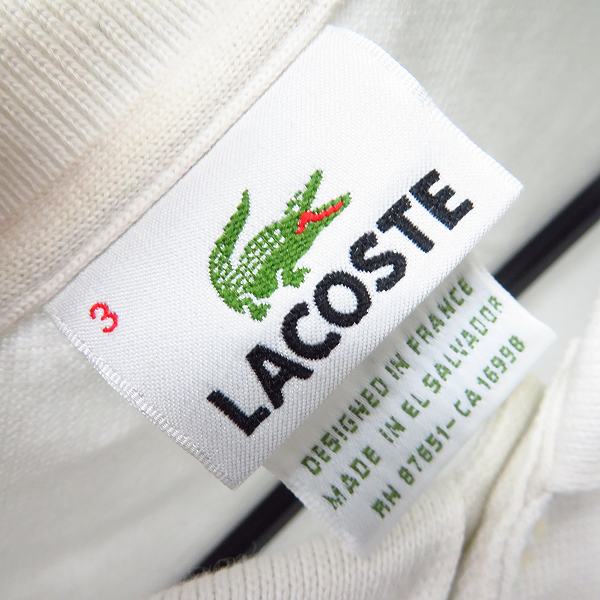 3
LACOSTE
DESIGNED IN FRANCE
MADE IN EL SALVADOR
RN 87651-CA 16998